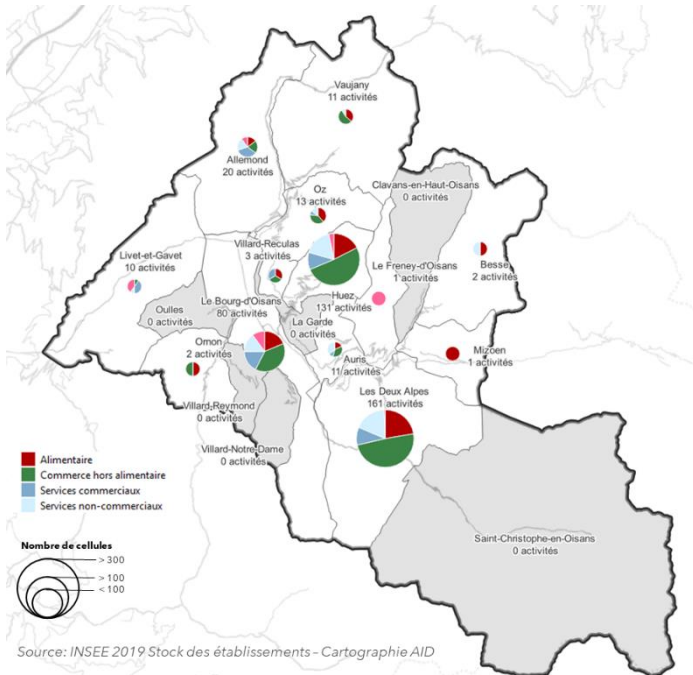 Vaujany
11 activités
Allemond
20 activités
Oz
13 activités
Clavans-en-Haut-Oisans
0 activités
Villard-Reculas
3 activités
Livet-et-Gavet
10 activités
Le Freney-d'Oisans
1 activités
Besse
2 activités
Oulles
0 activités
Le Bourg-d'Oisans
80 activités
Huez
131 activités
La Garde
0 activités
Ornon
2 activités
Auris
11 activités
Mizoen
1 activités
Les Deux Alpes
161 activités
Villard-Reymond
0 activités
Villard-Notre-Dame
0 activités
Saint-Christophe-en-Oisans
0 activités
Alimentaire
Commerce hors alimentaire
Services commerciaux
Services non-commerciaux
Nombre de cellules
> 300
> 100
< 100
Source: INSEE 2019 Stock des établissements – Cartographie AID